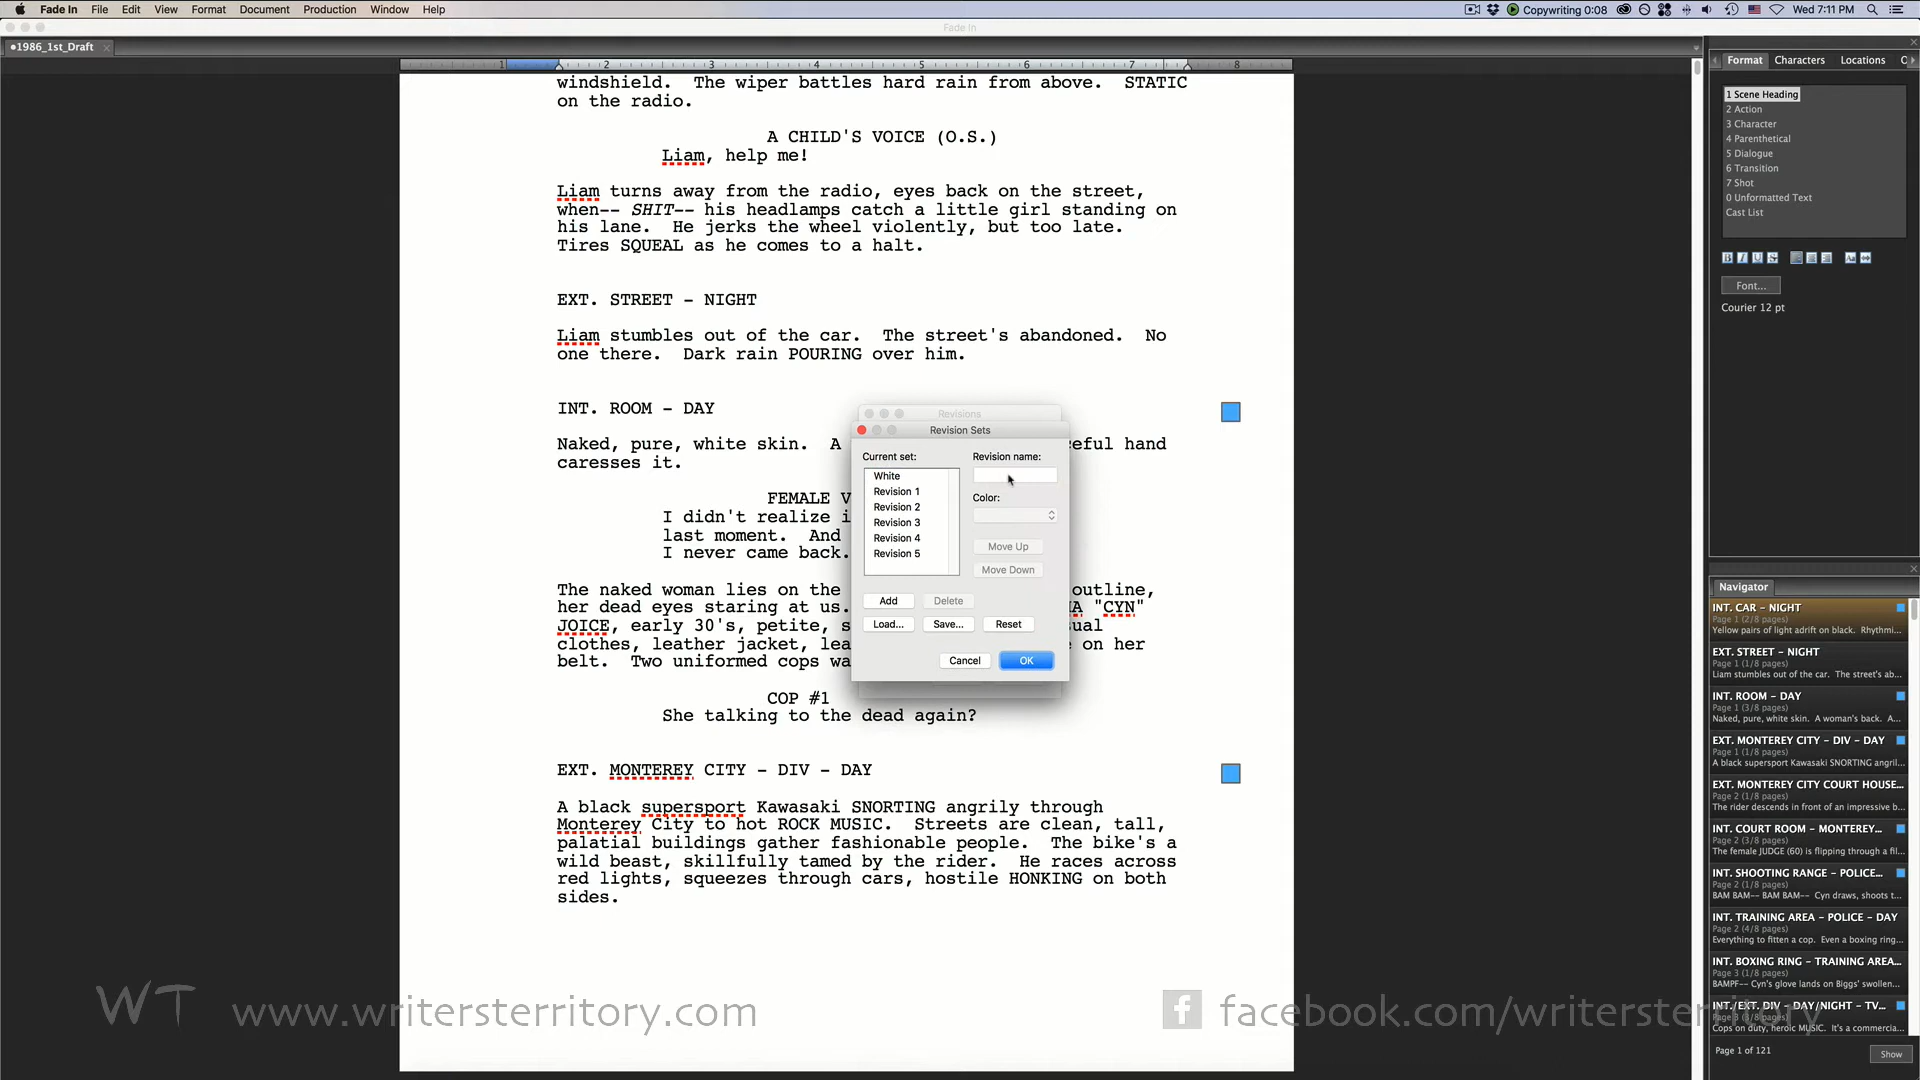 Fade In File Edit View Format Document Production Window Help
Copywriting 0:08 Wed 7:11 PM
Fade In
•1986_1st_Draft
1 2 3 4 5 6 7 8
windshield. The wiper battles hard rain from above. STATIC
on the radio.
A CHILD'S VOICE (O.S.)
Liam, help me!
Liam turns away from the radio, eyes back on the street,
when-- SHIT-- his headlamps catch a little girl standing on
his lane. He jerks the wheel violently, but too late.
Tires SQUEAL as he comes to a halt.
EXT. STREET - NIGHT
Liam stumbles out of the car. The street's abandoned. No
one there. Dark rain POURING over him.
INT. ROOM - DAY
Naked, pure, white skin. A
eful hand
caresses it.
FEMALE V
I didn't realize i
last moment. And
I never came back.
The naked woman lies on the
outline,
her dead eyes staring at us.
"CYN"
JOICE, early 30's, petite, s
sual
clothes, leather jacket, lea
e on her
belt. Two uniformed cops wa
COP #1
She talking to the dead again?
EXT. MONTEREY CITY - DIV - DAY
A black supersport Kawasaki SNORTING angrily through
Monterey City to hot ROCK MUSIC. Streets are clean, tall,
palatial buildings gather fashionable people. The bike's a
wild beast, skillfully tamed by the rider. He races across
red lights, squeezes through cars, hostile HONKING on both
sides.
Revisions
Revision Sets
Current set:
White
Revision 1
Revision 2
Revision 3
Revision 4
Revision 5
Revision name:
Color:
Move Up
Move Down
Add Delete
Load... Save... Reset
Cancel OK
Format Characters Locations
1 Scene Heading
2 Action
3 Character
4 Parenthetical
5 Dialogue
6 Transition
7 Shot
0 Unformatted Text
Cast List
Font...
Courier 12 pt
Navigator
INT. CAR - NIGHT
Page 1 (2/8 pages)
Yellow pairs of light adrift on black. Rhythmi...
EXT. STREET - NIGHT
Page 1 (1/8 pages)
Liam stumbles out of the car. The street's ab...
INT. ROOM - DAY
Page 1 (3/8 pages)
Naked, pure, white skin. A woman's back. A...
EXT. MONTEREY CITY - DIV - DAY
Page 1 (1/8 pages)
A black supersport Kawasaki SNORTING angril...
EXT. MONTEREY CITY COURT HOUSE...
Page 2 (1/8 pages)
The rider descends in front of an impressive b...
INT. COURT ROOM - MONTEREY...
Page 2 (3/8 pages)
The female JUDGE (60) is flipping through a fil...
INT. SHOOTING RANGE - POLICE...
Page 2 (1/8 pages)
BAM BAM-- BAM BAM-- Cyn draws, shoots t...
INT. TRAINING AREA - POLICE - DAY
Page 2 (4/8 pages)
Everything to fitten a cop. Even a boxing ring...
INT. BOXING RING - TRAINING AREA...
Page 3 (1/8 pages)
BAMPF-- Cyn's glove lands on Biggs' swollen...
INT./EXT. DIV - DAY/NIGHT - TV...
Page 3 (3/8 pages)
Cops on duty, heroic MUSIC. It's a commercia...
Page 1 of 121
Show
WT www.writersterritory.com
f facebook.com/writersterritory